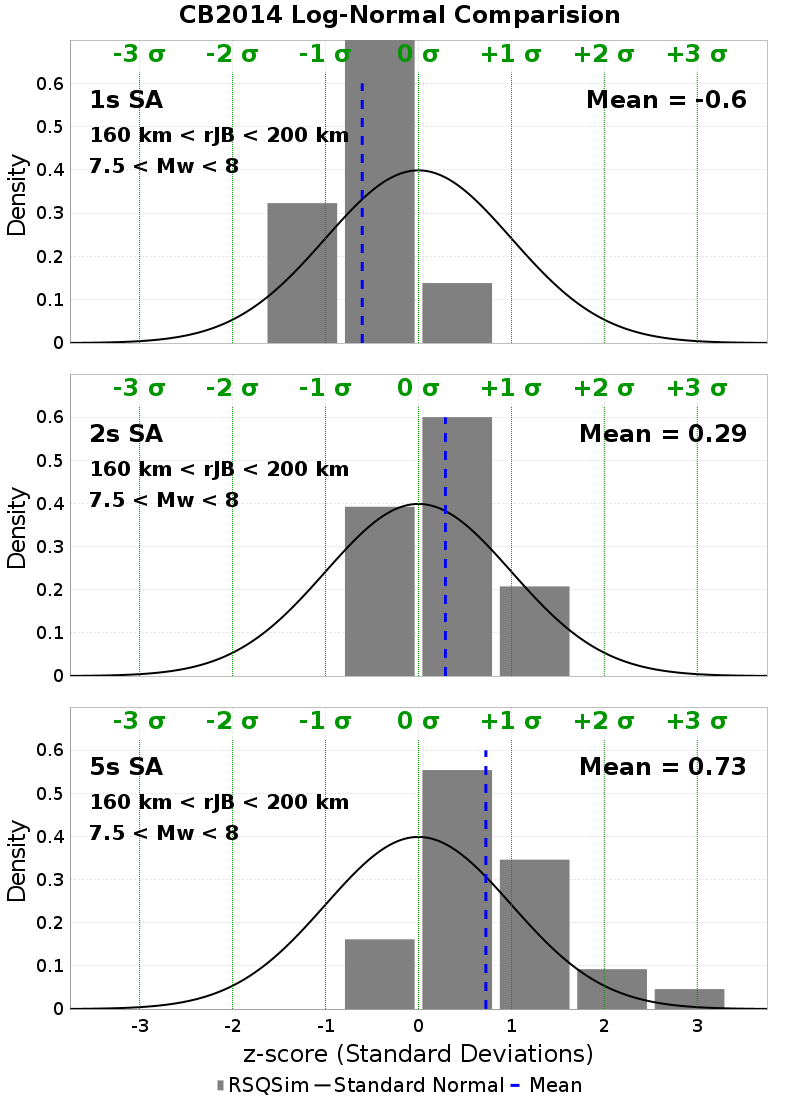 CB2014 Log-Normal Comparision
-3 σ -2 σ -1 σ 0 σ +1 σ +2 σ +3 σ
0.6
1s SA Mean = -0.6
0.5
160 km < rJB < 200 km
0.4
7.5 < Mw < 8
0.3
0.2
0.1
0
Density
-3 σ -2 σ -1 σ 0 σ +1 σ +2 σ +3 σ
0.6
2s SA Mean = 0.29
0.5
160 km < rJB < 200 km
0.4
7.5 < Mw < 8
0.3
0.2
0.1
0
Density
-3 σ -2 σ -1 σ 0 σ +1 σ +2 σ +3 σ
0.6
5s SA Mean = 0.73
0.5
160 km < rJB < 200 km
0.4
7.5 < Mw < 8
0.3
0.2
0.1
0
Density
-3 -2 -1 0 1 2 3
z-score (Standard Deviations)
RSQSim Standard Normal Mean